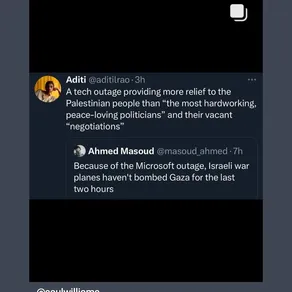 Aditi @aditilrao · 3h
A tech outage providing more relief to the
Palestinian people than “the most hardworking,
peace-loving politicians” and their vacant
“negotiations”
Ahmed Masoud @masoud_ahmed · 7h
Because of the Microsoft outage, Israeli war
planes haven't bombed Gaza for the last
two hours
@saulwilliams